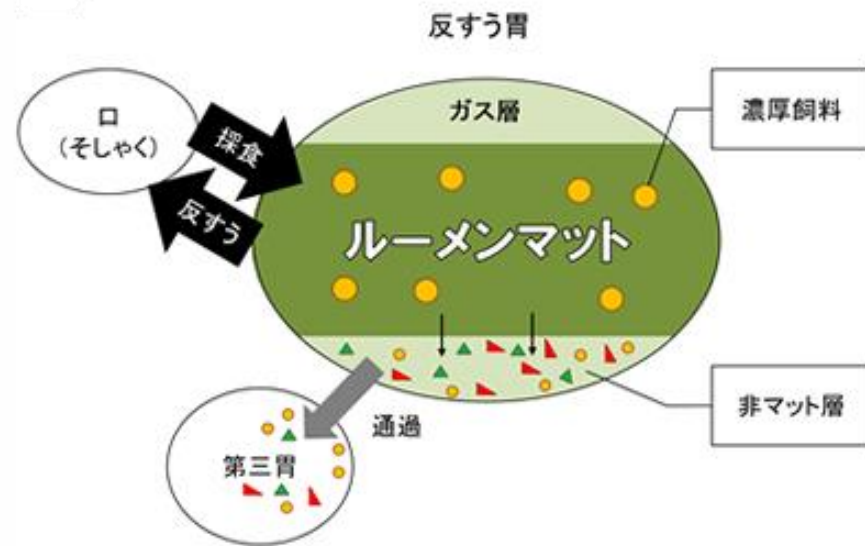 反すう胃
口
(そしゃく)
採食
反すう
ガス層
濃厚飼料
ルーメンマット
非マット層
通過
第三胃